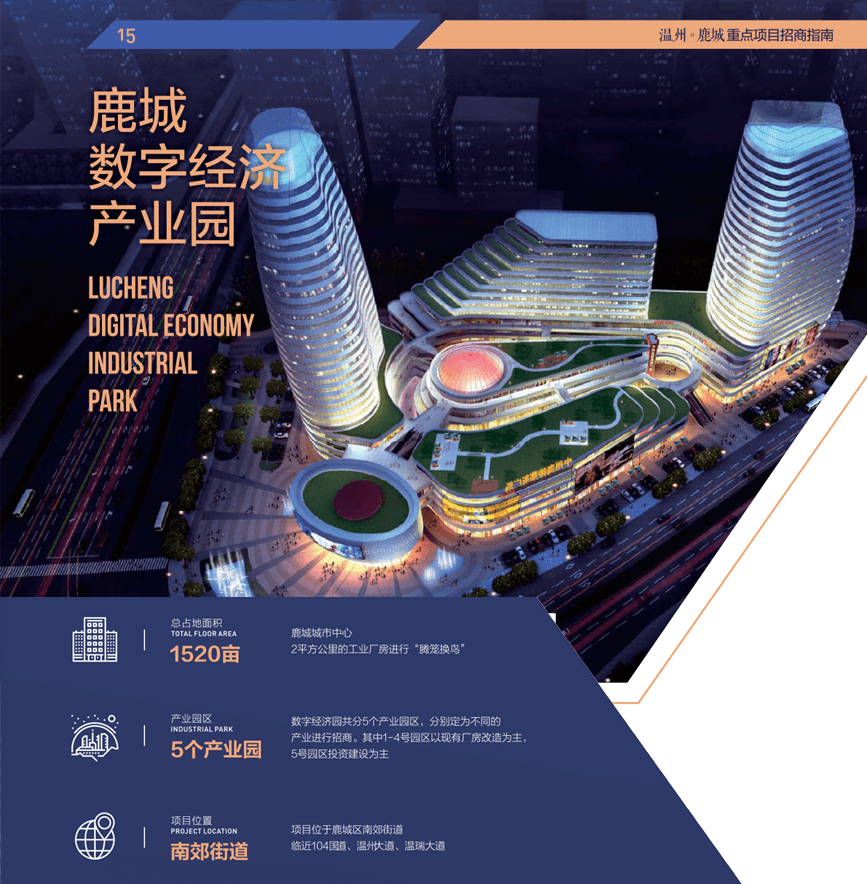 15
温州。鹿城 重点项目招商指南
鹿城
数字经济
产业园
LUCHENG
DIGITAL ECONOMY
INDUSTRIAL
PARK
总占地面积
TOTAL FLOOR AREA
1520亩
鹿城城市中心
2平方公里的工业厂房进行“腾笼换鸟”
产业园区
INDUSTRIAL PARK
5个产业园
数字经济园共分5个产业园区，分别定为不同的
产业进行招商。其中1-4号园区以现有厂房改造为主，
5号园区投资建设为主
项目位置
PROJECT LOCATION
南郊街道
项目位于鹿城区南郊街道
临近104国道、温州大道、温瑞大道